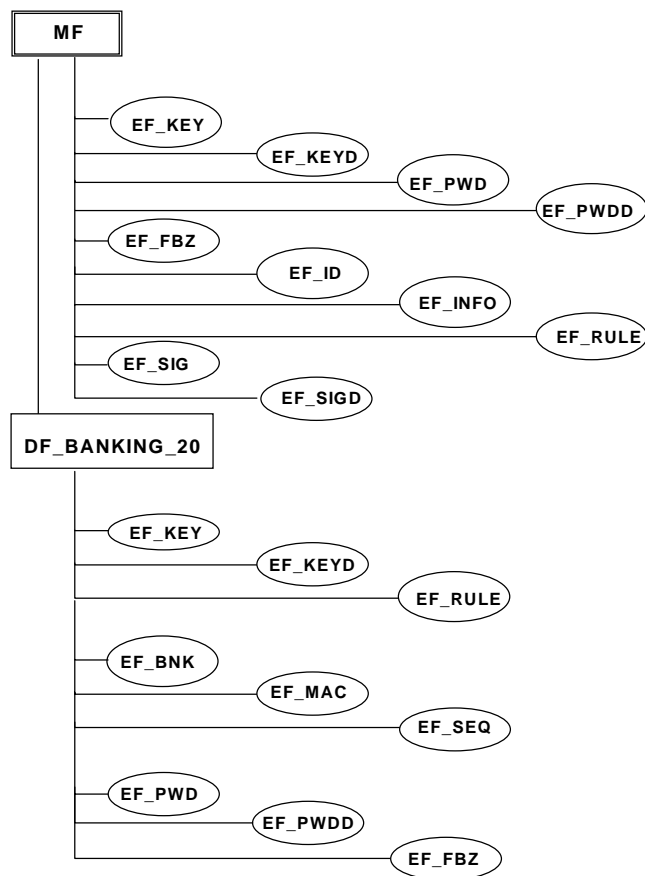 MF
EF_KEY
EF_KEYD
EF_PWD
EF_PWDD
EF_FBZ
EF_ID
EF_INFO
EF_RULE
EF_SIG
EF_SIGD
DF_BANKING_20
EF_KEY
EF_KEYD
EF_RULE
EF_BNK
EF_MAC
EF_SEQ
EF_PWD
EF_PWDD
EF_FBZ